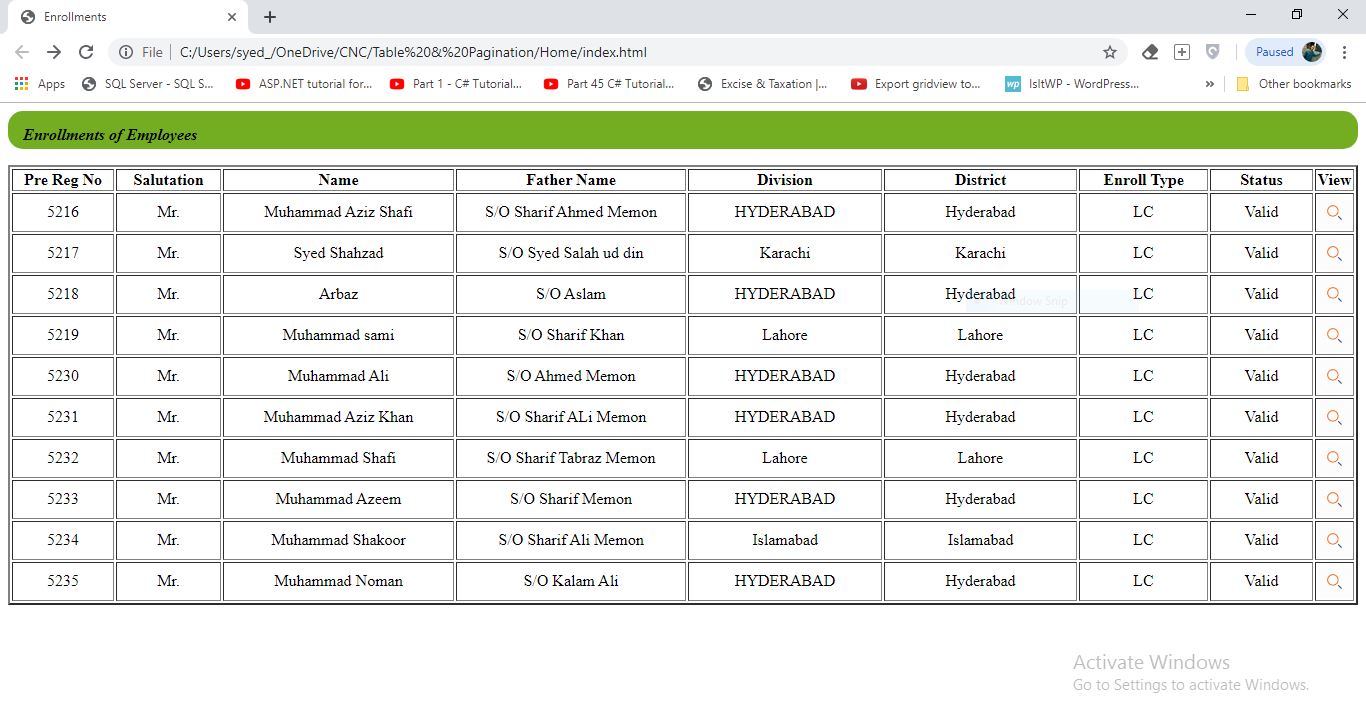 Enrollments
File C:/Users/syed_/OneDrive/CNC/Table%20&%20Pagination/Home/index.html Paused
Apps SQL Server - SQL S... ASP.NET tutorial for... Part 1 - C# Tutorial... Part 45 C# Tutorial... Excise & Taxation |... Export gridview to... wp IsItWP - WordPress... » Other bookmarks
Enrollments of Employees
Pre Reg No Salutation Name Father Name Division District Enroll Type Status View
5216 Mr. Muhammad Aziz Shafi S/O Sharif Ahmed Memon HYDERABAD Hyderabad LC Valid
5217 Mr. Syed Shahzad S/O Syed Salah ud din Karachi Karachi LC Valid
5218 Mr. Arbaz S/O Aslam HYDERABAD Hyderabad LC Valid
Window Snip
5219 Mr. Muhammad sami S/O Sharif Khan Lahore Lahore LC Valid
5230 Mr. Muhammad Ali S/O Ahmed Memon HYDERABAD Hyderabad LC Valid
5231 Mr. Muhammad Aziz Khan S/O Sharif ALi Memon HYDERABAD Hyderabad LC Valid
5232 Mr. Muhammad Shafi S/O Sharif Tabraz Memon Lahore Lahore LC Valid
5233 Mr. Muhammad Azeem S/O Sharif Memon HYDERABAD Hyderabad LC Valid
5234 Mr. Muhammad Shakoor S/O Sharif Ali Memon Islamabad Islamabad LC Valid
5235 Mr. Muhammad Noman S/O Kalam Ali HYDERABAD Hyderabad LC Valid
Activate Windows
Go to Settings to activate Windows.